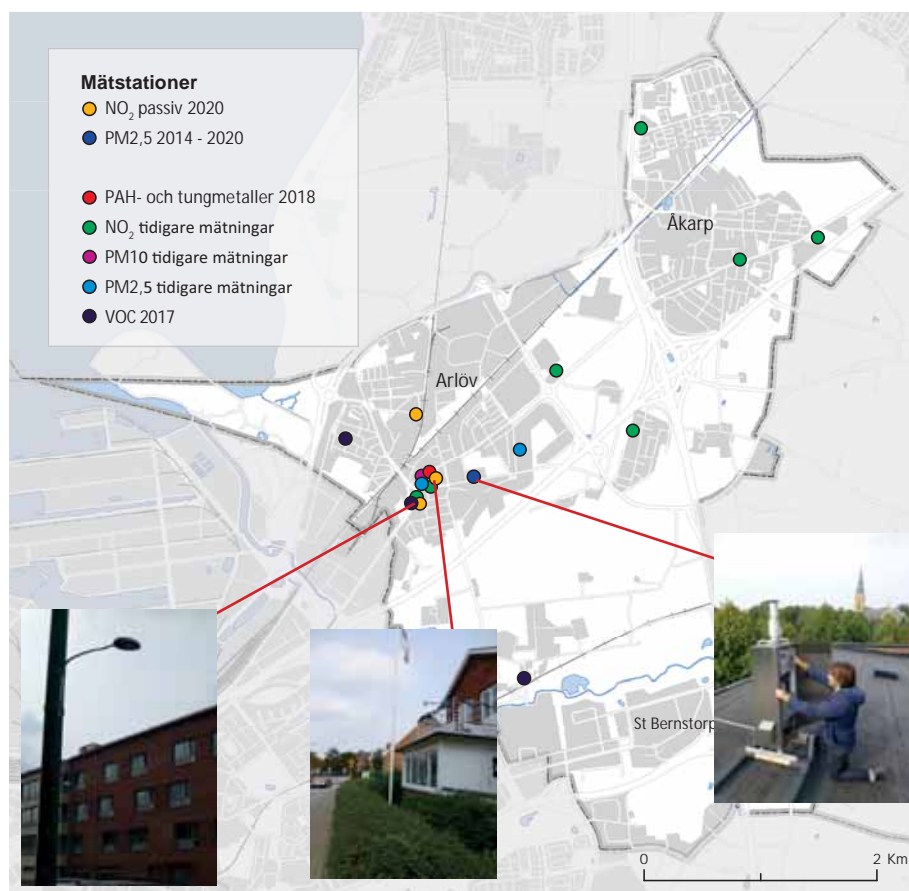 Mätstationer
NO₂ passiv 2020
PM2,5 2014 - 2020
PAH- och tungmetaller 2018
NO₂ tidigare mätningar
PM10 tidigare mätningar
PM2,5 tidigare mätningar
VOC 2017
Åkarp
Arlöv
St Bernstorp
0
2 Km